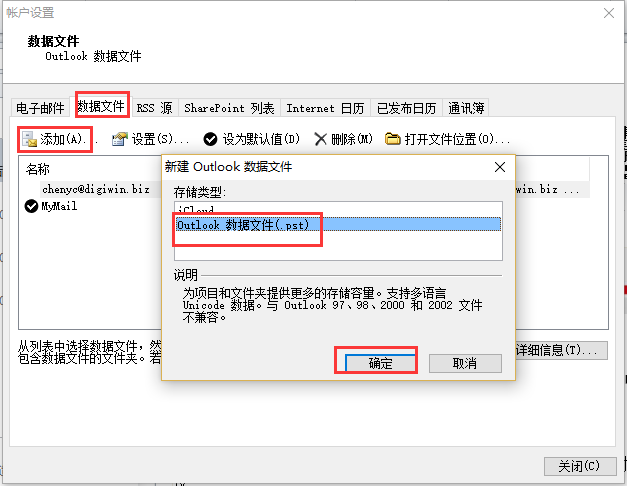 帐户设置
数据文件
Outlook 数据文件
电子邮件 数据文件 RSS 源 SharePoint 列表 Internet 日历 已发布日历 通讯簿
添加(A)... 设置(S)... 设为默认值(D) 删除(M) 打开文件位置(O)...
名称
chenyc@digiwin.biz win.biz ...
MyMail
新建 Outlook 数据文件
存储类型:
iCloud
Outlook 数据文件(.pst)
说明
为项目和文件夹提供更多的存储容量。支持多语言
Unicode 数据。与 Outlook 97、98、2000 和 2002 文件
不兼容。
确定 取消
从列表中选择数据文件，然
包含数据文件的文件夹。若
详细信息(T)...
关闭(C)